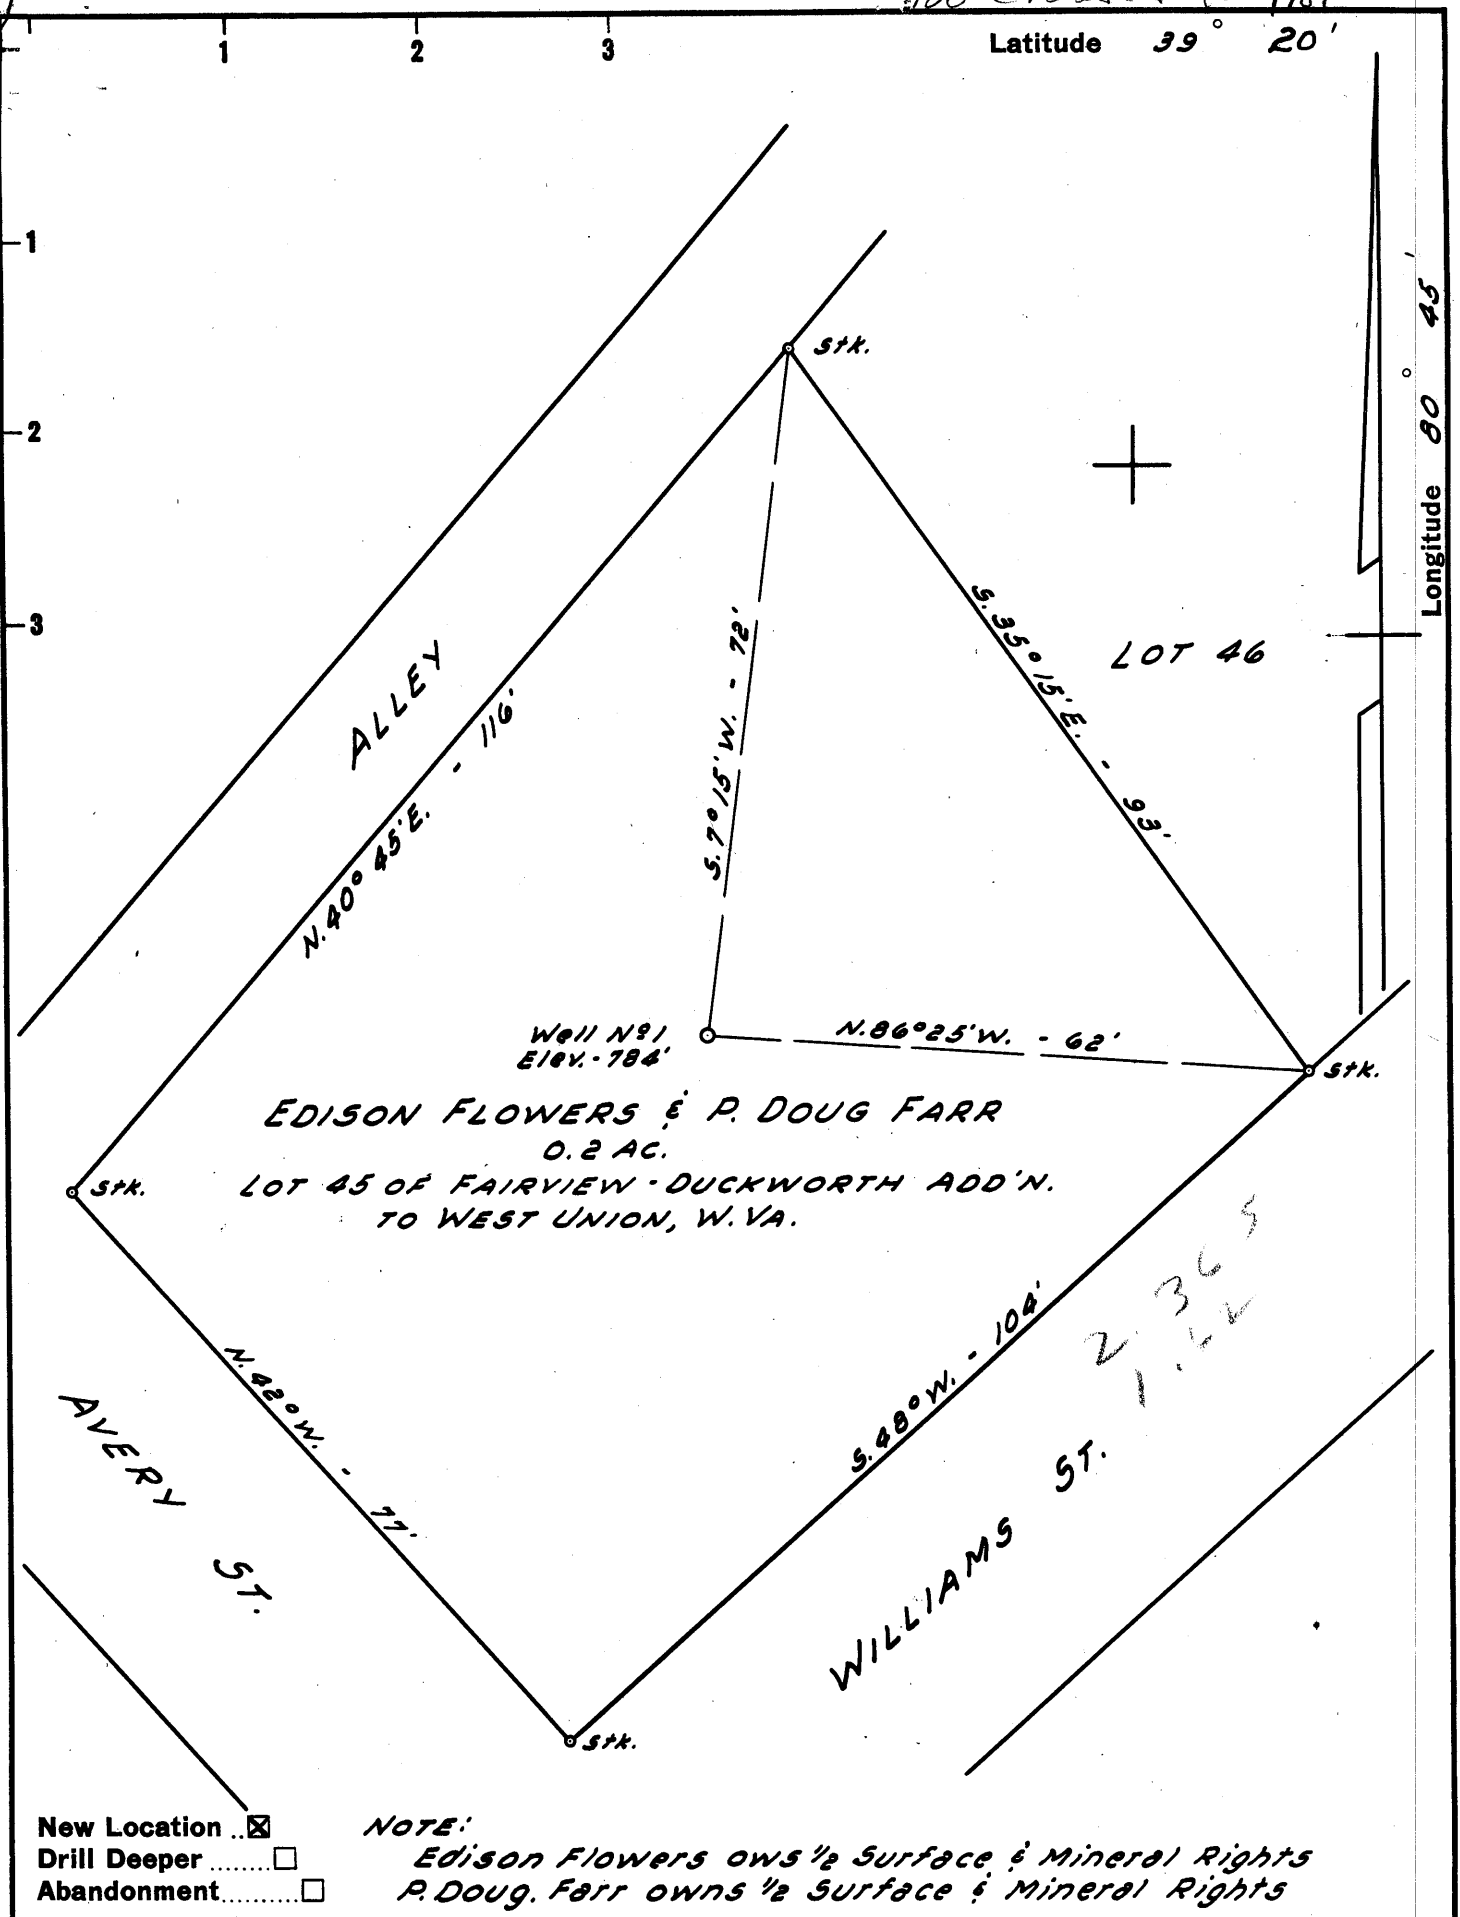 1 2 3
Latitude 39° 20'
1
2
3
Longitude 80° 45'
stk.
ALLEY
N. 40° 45' E. - 116'
S. 7° 15' W. - 72'
S. 35° 15' E. - 93'
LOT 46
Well Nº 1
Elev. - 784'
N. 86° 25' W. - 62'
stk.
EDISON FLOWERS & P. DOUG FARR
0.2 AC.
stk.
LOT 45 OF FAIRVIEW - DUCKWORTH ADD'N.
TO WEST UNION, W. VA.
2.365
1.62
N. 42° W. - 77'
S. 48° W. - 104'
AVERY ST.
WILLIAMS ST.
stk.
New Location ..☒
Drill Deeper ........☐
Abandonment..........☐
NOTE:
Edison Flowers ows 1/2 Surface & Mineral Rights
P. Doug. Farr owns 1/2 Surface & Mineral Rights